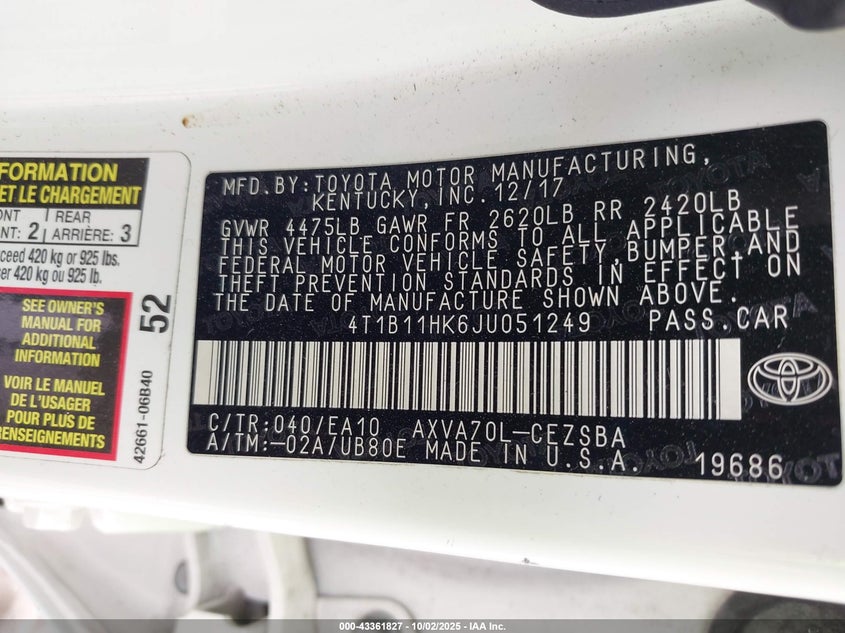 FORMATION
ET LE CHARGEMENT
REAR
2 ARRIÈRE: 3
420 kg or 925 lbs.
420 kg ou 925 lb.
SEE OWNER'S
MANUAL FOR
ADDITIONAL
INFORMATION
VOIR LE MANUEL
DE L'USAGER
POUR PLUS DE
52
42661-06B40
MFD.BY:TOYOTA MOTOR MANUFACTURING,
KENTUCKY,INC.12/17
GVWR 4475LB GAWR FR 2620LB RR 2420LB
THIS VEHICLE CONFORMS TO ALL APPLICABLE
FEDERAL MOTOR VEHICLE SAFETY,BUMPER,AND
THEFT PREVENTION STANDARDS IN EFFECT ON
THE DATE OF MANUFACTURE SHOWN ABOVE.
4T1B11HK6JU051249 PASS.CAR
C/TR:040/EA10 AXVA70L-CEZSBA
A/TM:-02A/UB80E MADE IN U.S.A.
19686
000-43361827 - 10/02/2025 - IAA Inc.